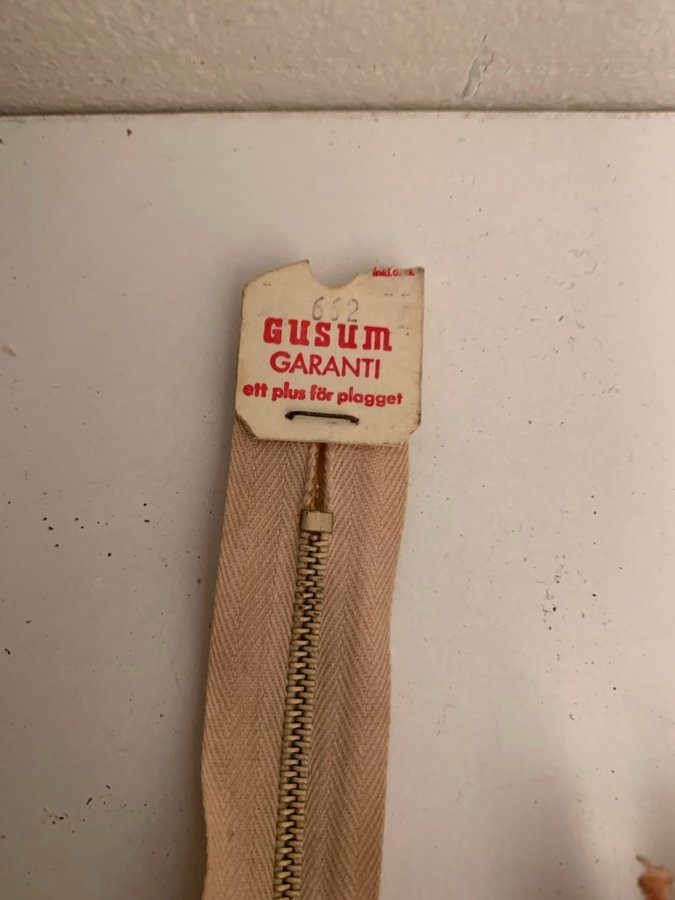 652
GUSUM
GARANTI
ett plus för plagget